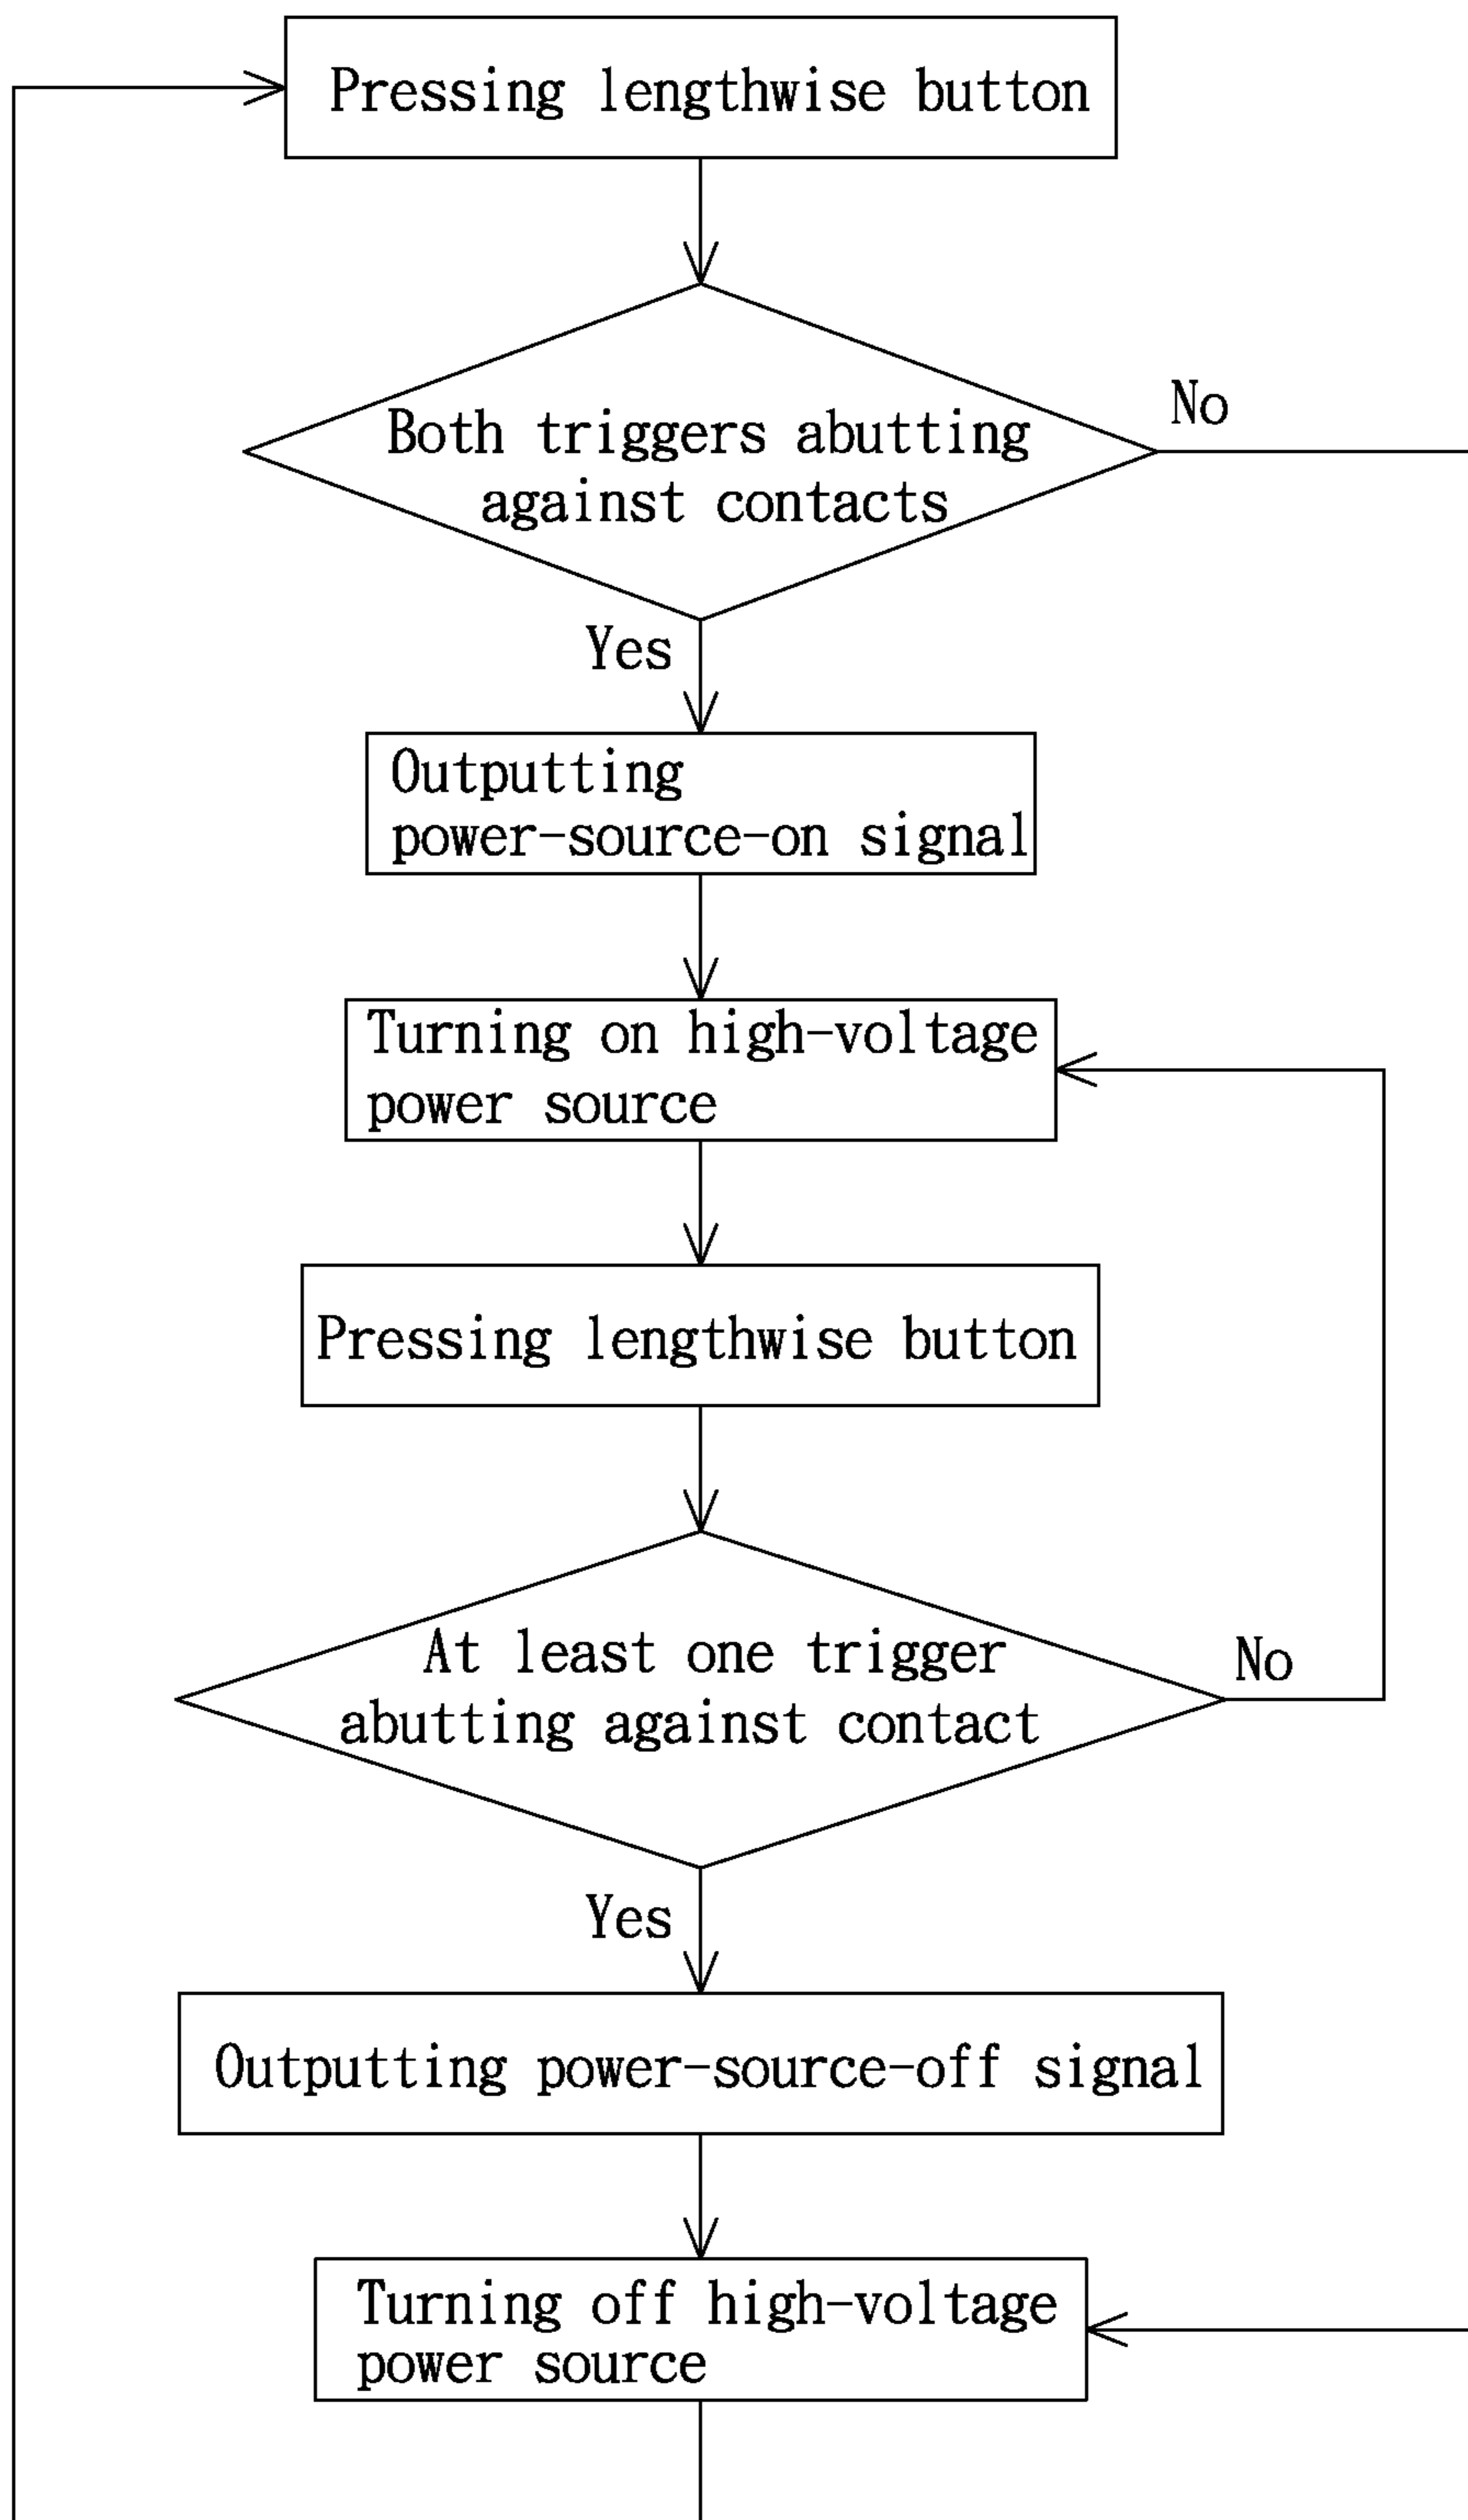 Pressing lengthwise button
No
Both triggers abutting
against contacts
Yes
Outputting
power-source-on signal
Turning on high-voltage
power source
Pressing lengthwise button
At least one trigger
No
abutting against contact
Yes
Outputting power-source-off signal
Turning off high-voltage
power source